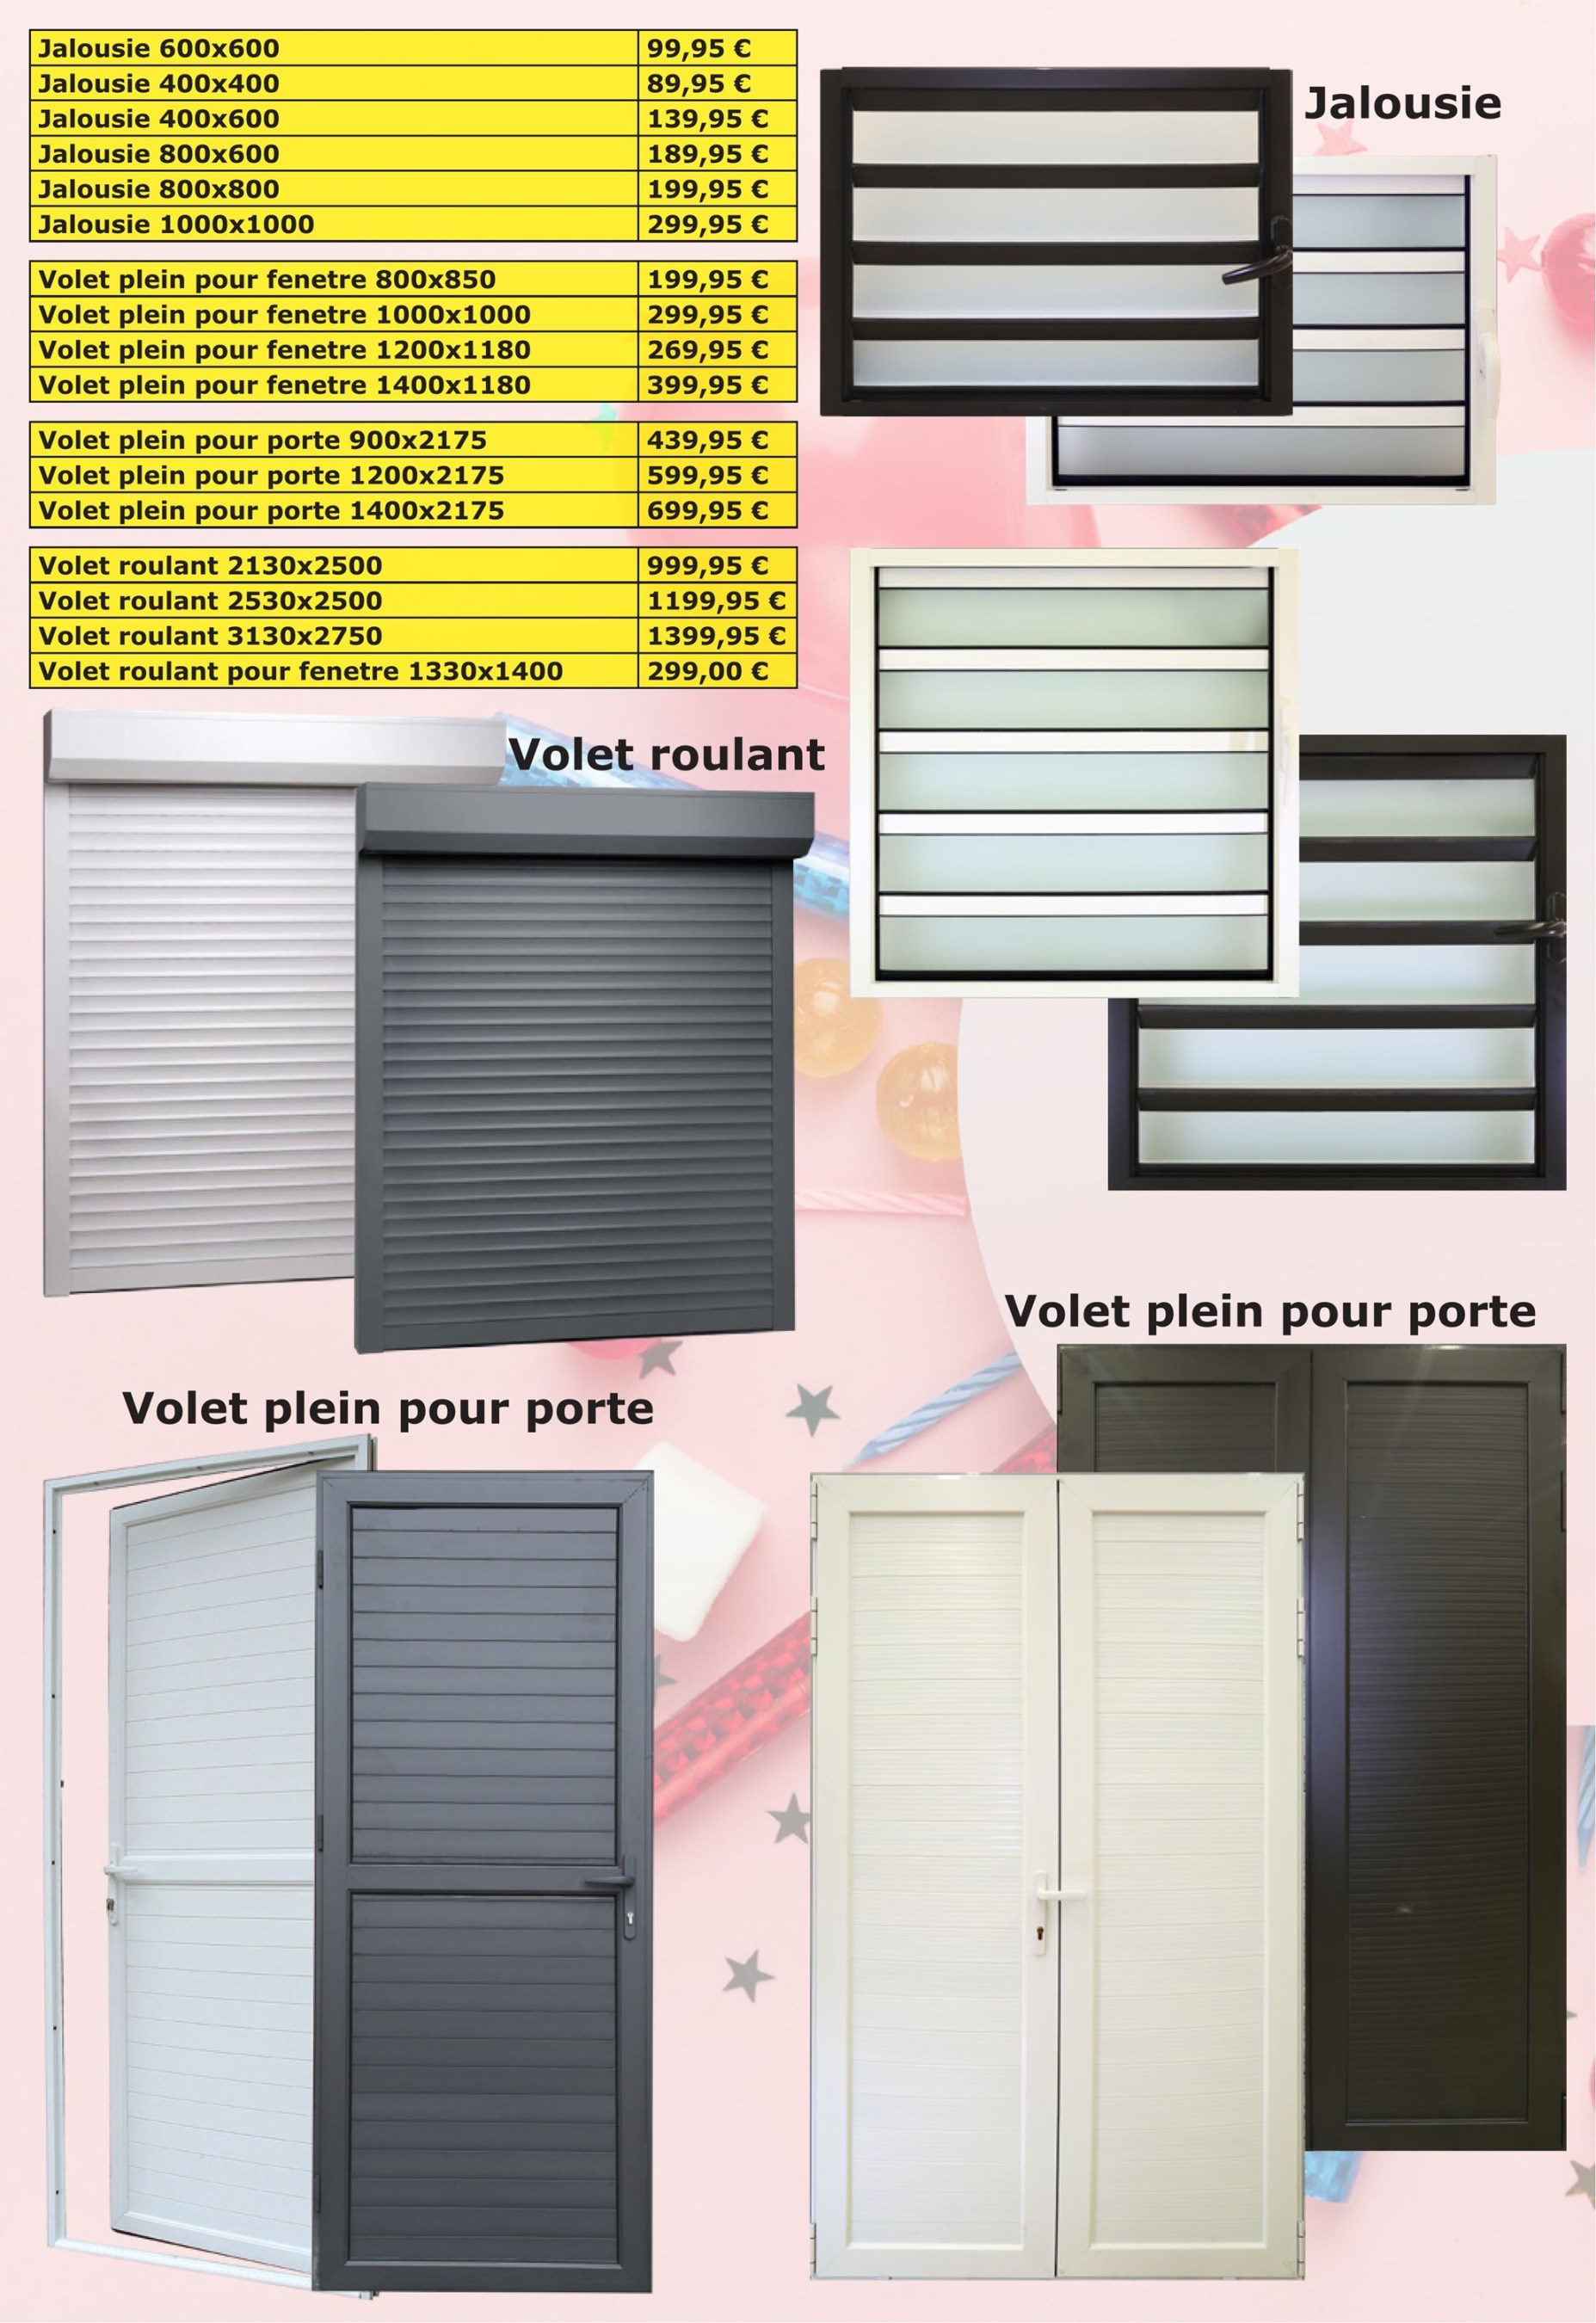 Jalousie 600x600 99,95 €
Jalousie 400x400 89,95 €
Jalousie 400x600 139,95 €
Jalousie 800x600 189,95 €
Jalousie 800x800 199,95 €
Jalousie 1000x1000 299,95 €
Volet plein pour fenetre 800x850 199,95 €
Volet plein pour fenetre 1000x1000 299,95 €
Volet plein pour fenetre 1200x1180 269,95 €
Volet plein pour fenetre 1400x1180 399,95 €
Volet plein pour porte 900x2175 439,95 €
Volet plein pour porte 1200x2175 599,95 €
Volet plein pour porte 1400x2175 699,95 €
Volet roulant 2130x2500 999,95 €
Volet roulant 2530x2500 1199,95 €
Volet roulant 3130x2750 1399,95 €
Volet roulant pour fenetre 1330x1400 299,00 €
Jalousie
Volet roulant
Volet plein pour porte
Volet plein pour porte